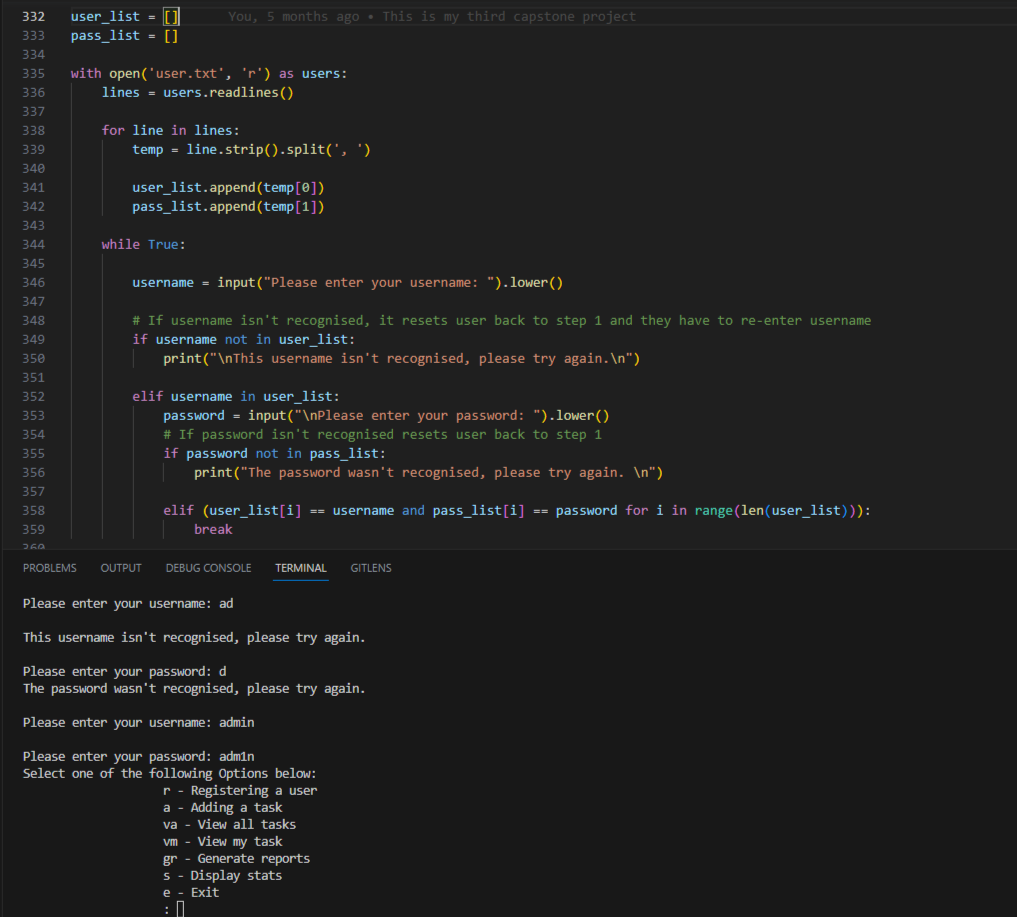 332 user_list = [] You, 5 months ago • This is my third capstone project
333 pass_list = []
334
335 with open('user.txt', 'r') as users:
336 lines = users.readlines()
337
338 for line in lines:
339 temp = line.strip().split(', ')
340
341 user_list.append(temp[0])
342 pass_list.append(temp[1])
343
344 while True:
345
346 username = input("Please enter your username: ").lower()
347
348 # If username isn't recognised, it resets user back to step 1 and they have to re-enter username
349 if username not in user_list:
350 print("\nThis username isn't recognised, please try again.\n")
351
352 elif username in user_list:
353 password = input("\nPlease enter your password: ").lower()
354 # If password isn't recognised resets user back to step 1
355 if password not in pass_list:
356 print("The password wasn't recognised, please try again. \n")
357
358 elif (user_list[i] == username and pass_list[i] == password for i in range(len(user_list))):
359 break
360
PROBLEMS OUTPUT DEBUG CONSOLE TERMINAL GITLENS
Please enter your username: ad
This username isn't recognised, please try again.
Please enter your password: d
The password wasn't recognised, please try again.
Please enter your username: admin
Please enter your password: adm1n
Select one of the following Options below:
r - Registering a user
a - Adding a task
va - View all tasks
vm - View my task
gr - Generate reports
s - Display stats
e - Exit
: